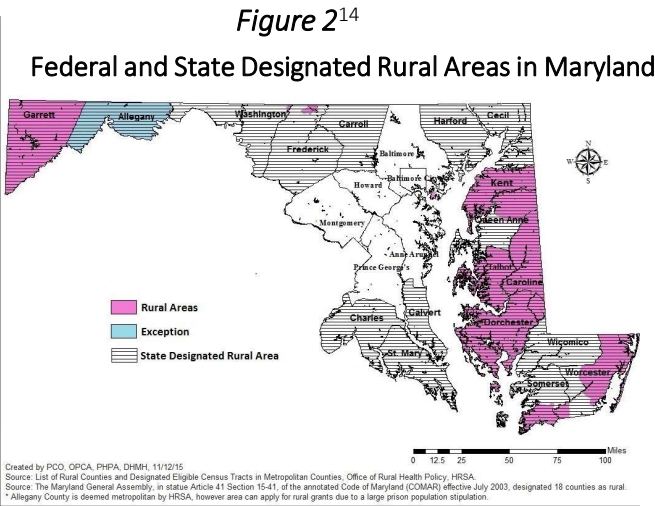 Figure 2¹⁴
Federal and State Designated Rural Areas in Maryland
Garrett
Allegany
Washington
Carroll
Harford
Cecil
Frederick
Baltimore
Baltimore City
Howard
Kent
Queen Anne
Montgomery
Anne Arundel
Prince George's
Talbot
Caroline
Charles
Calvert
St. Mary
Dorchester
Wicomico
Worcester
Somerset
N
W E
S
Rural Areas
Exception
State Designated Rural Area
Miles
0 12.5 25 50 75 100
Created by PCO, OPCA, PHPA, DHMH, 11/12/15
Source: List of Rural Counties and Designated Eligible Census Tracts in Metropolitan Counties, Office of Rural Health Policy, HRSA.
Source: The Maryland General Assembly, in statue Article 41 Section 15-41, of the annotated Code of Maryland (COMAR) effective July 2003, designated 18 counties as rural.
* Allegany County is deemed metropolitan by HRSA, however area can apply for rural grants due to a large prison population stipulation.